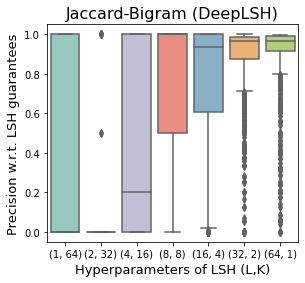 Jaccard-Bigram (DeepLSH)
Precision w.r.t. LSH guarantees
1.0
0.8
0.6
0.4
0.2
0.0
(1, 64) (2, 32) (4, 16) (8, 8) (16, 4) (32, 2) (64, 1)
Hyperparameters of LSH (L,K)